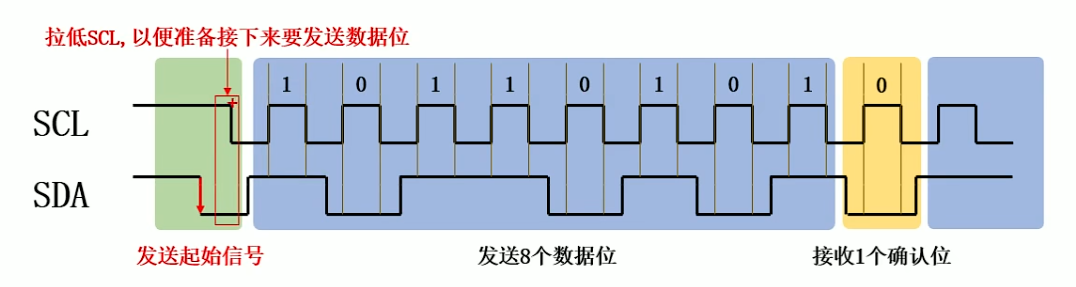 拉低SCL,以便准备接下来要发送数据位
1 0 1 1 0 1 0 1 0
SCL
SDA
发送起始信号 发送8个数据位 接收1个确认位